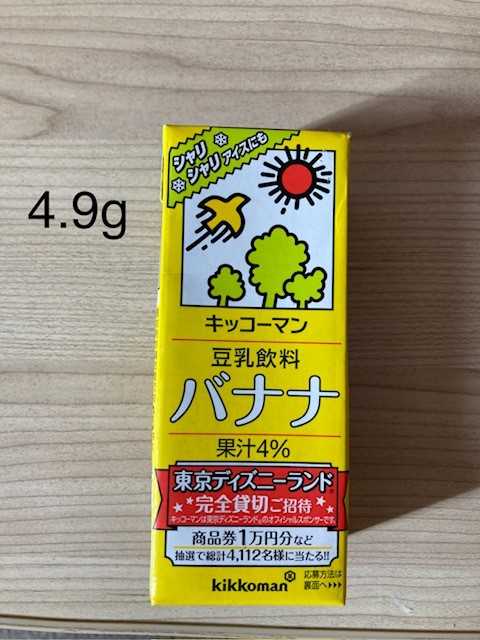 シャリ
シャリ アイスにも
4.9g
キッコーマン
豆乳飲料
バナナ
果汁4%
東京ディズニーランド®
完全貸切ご招待
キッコーマンは東京ディズニーランド®のオフィシャルスポンサーです。
商品券1万円分など
抽選で総計4,112名様に当たる!!
kikkoman
応募方法は
裏面へ>>>